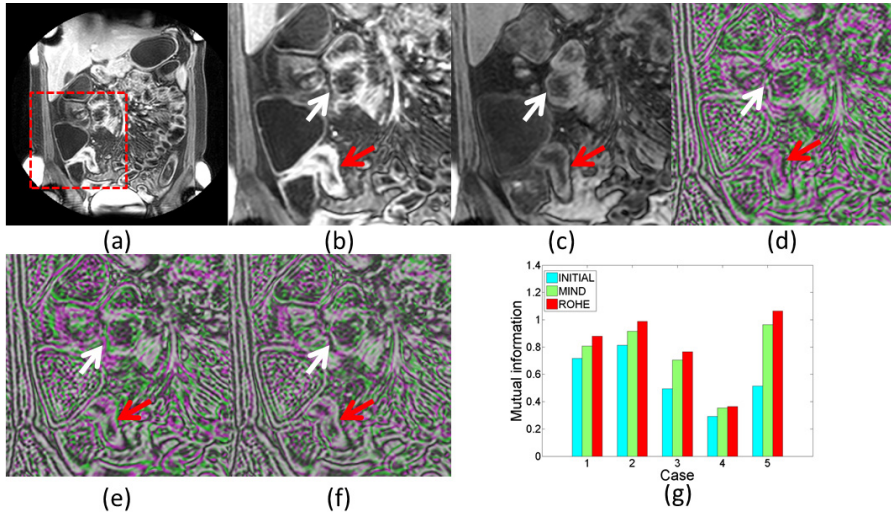 (a)
(b)
(c)
(d)
(e)
(f)
Mutual information
1.4
1.2
1
0.8
0.6
0.4
0.2
0
INITIAL
MIND
ROHE
1 2 3 4 5
Case
(g)